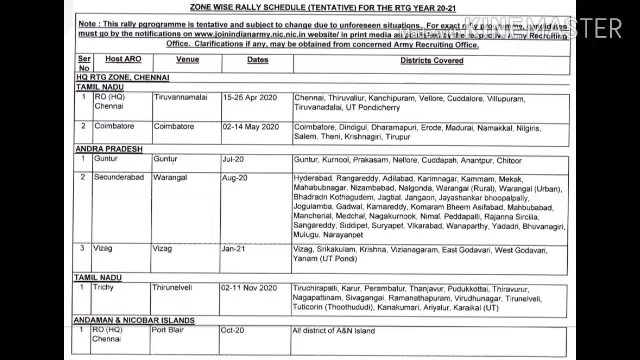 ZONE WISE RALLY SCHEDULE (TENTATIVE) FOR THE RTG YEAR 20-21
Note : This rally pgrogramme is tentative and subject to change due to unforeseen situations. For exact rally programme, candidates
must go by the notifications on www.joinindianarmy.nic.nic.in website/ in print media Army Recruiting
Office. Clarifications if any, may be obtained from concerned Army Recruiting Office.
Made with KINEMASTER
Ser No Host ARO Venue Dates Districts Covered
HQ RTG ZONE, CHENNAI
TAMIL NADU
1 RO (HQ) Chennai Tiruvannamalai 15-25 Apr 2020 Chennai, Thiruvallur, Kanchipuram, Vellore, Cuddalore, Villupuram,
Tiruvanadalai, UT Pondicherry
2 Coimbatore Coimbatore 02-14 May 2020 Coimbatore, Dindigul, Dharamapuri, Erode, Madurai, Namakkal, Nilgiris,
Salem, Theni, Krishnagiri, Tirupur
ANDRA PRADESH
1 Guntur Guntur Jul-20 Guntur, Kurnool, Prakasam, Nellore, Cuddapah, Anantpur, Chitoor
2 Secunderabad Warangal Aug-20 Hyderabad, Rangareddy, Adilabad, Karimnagar, Kammam, Mekak,
Mahabubnagar, Nizambabad, Nalgonda, Warangal (Rural), Warangal (Urban),
Bhadradri Kothagudem, Jagtial, Jangaon, Jayashankar bhoopalpally,
Jogulamba, Gadwal, Kamareddy, Komaram Bheem Asifabad, Mahbubabad,
Mancherial, Medchal, Nagakurnook, Nimal, Peddapalli, Rajanna Sircilla,
Sangareddy, Siddipet, Suryapet, Vikarabad, Wanaparthy, Yadadri, Bhuvanagiri,
Mulugu, Narayanpet
3 Vizag Vizag Jan-21 Vizag, Srikakulam, Krishna, Vizianagaram, East Godavari, West Godavari,
Yanam (UT Pondi)
TAMIL NADU
1 Trichy Thirunelveli 02-11 Nov 2020 Tiruchirapalli, Karur, Perambalur, Thanjavur, Pudukkottai, Thiravurur,
Nagapattinam, Sivagangai, Ramanathapuram, Virudhunagar, Tirunelveli,
Tuticorin (Thoothududi), Kanakumari, Ariyalur, Karaikal (UT)
ANDAMAN & NICOBAR ISLANDS
1 RO (HQ) Chennai Port Blair Oct-20 All district of A&N Island